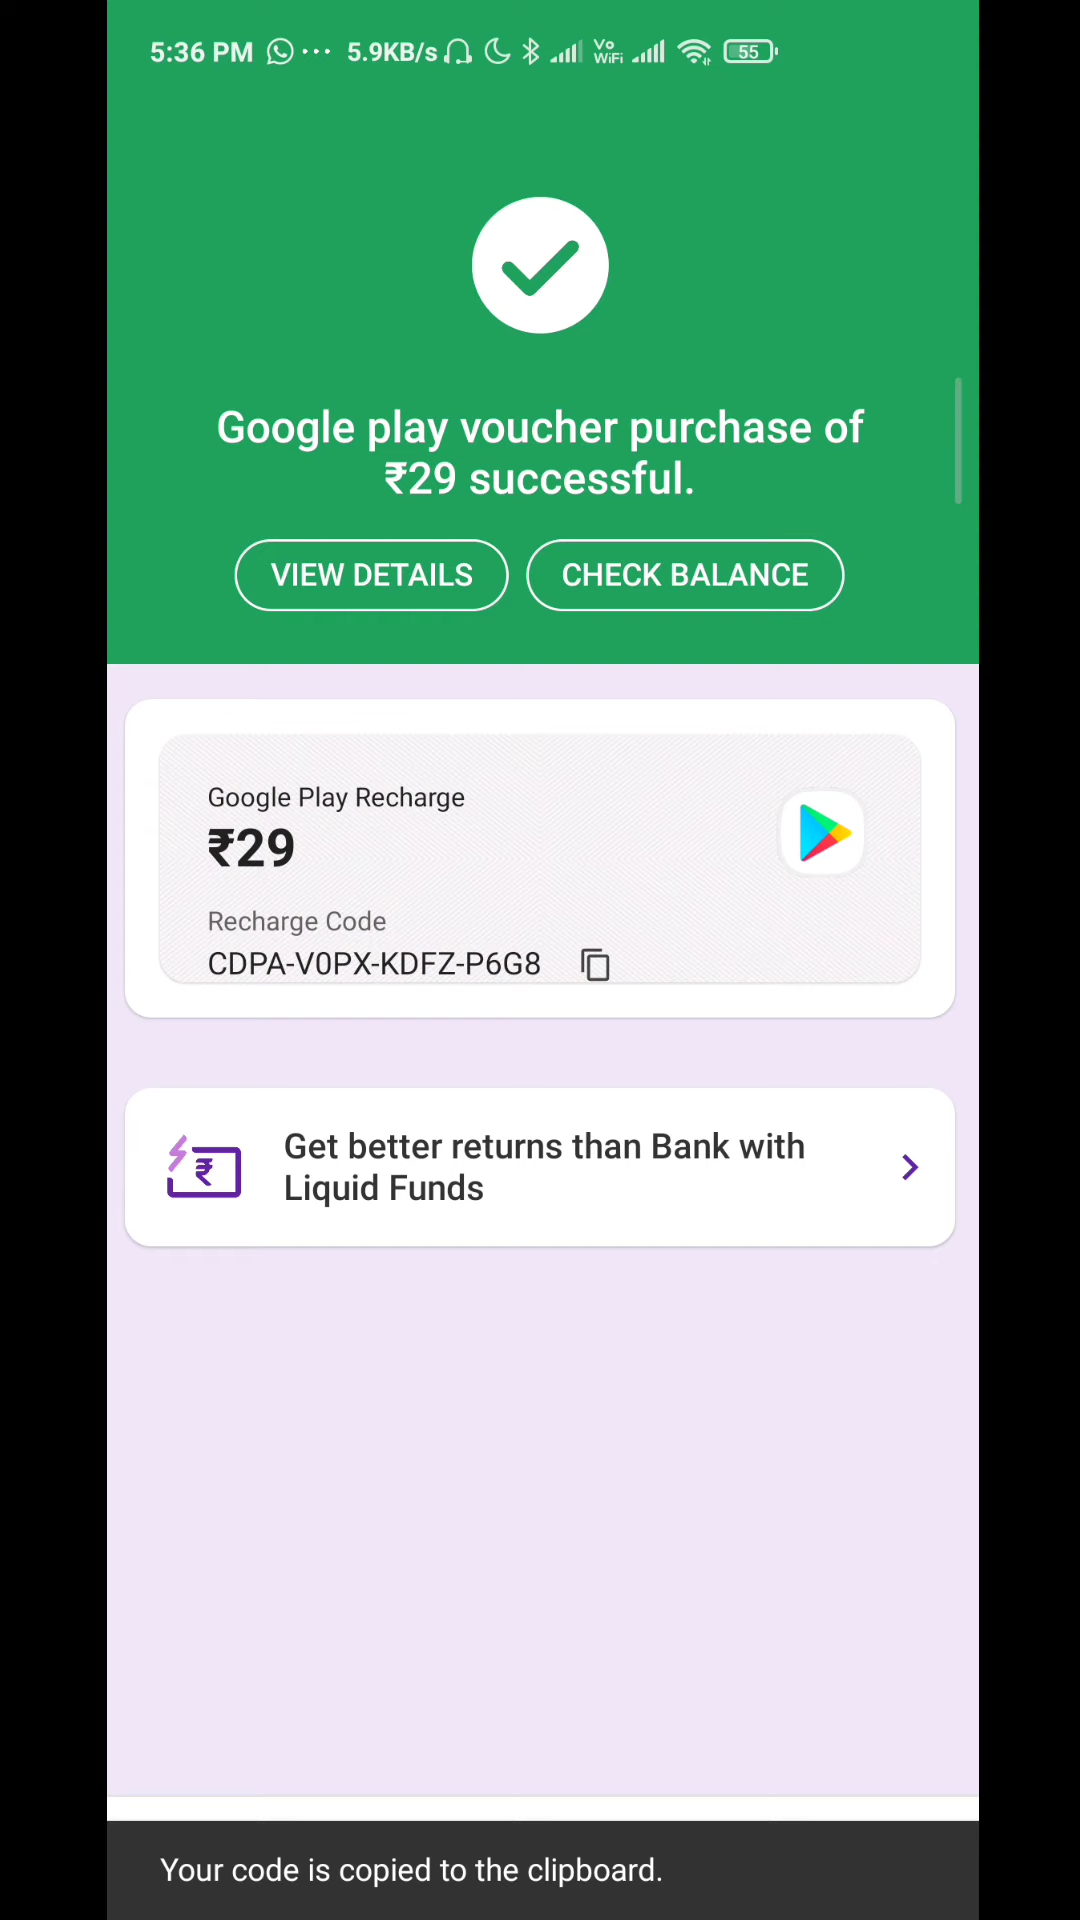 5:36 PM ··· 5.9KB/s Vo WiFi 55
Google play voucher purchase of
₹29 successful.
VIEW DETAILS CHECK BALANCE
Google Play Recharge
₹29
Recharge Code
CDPA-V0PX-KDFZ-P6G8
Get better returns than Bank with
Liquid Funds
Your code is copied to the clipboard.